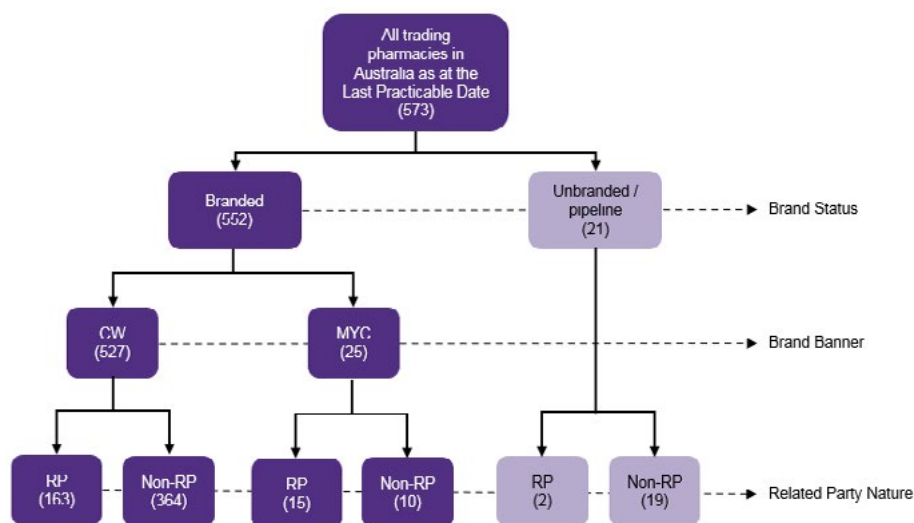 All trading
pharmacies in
Australia as at the
Last Practicable Date
(573)
Branded
(552)
Unbranded /
pipeline
(21)
Brand Status
CW
(527)
MYC
(25)
Brand Banner
RP
(163)
Non-RP
(364)
RP
(15)
Non-RP
(10)
RP
(2)
Non-RP
(19)
Related Party Nature